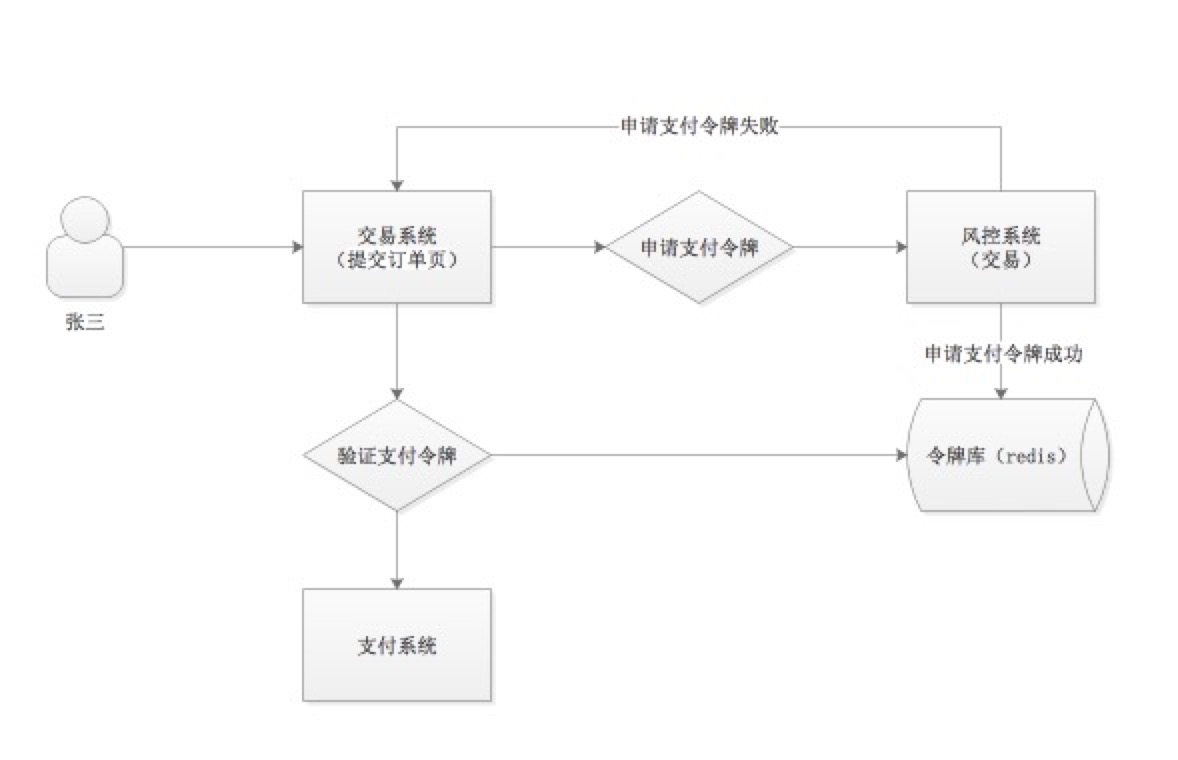 申请支付令牌失败
交易系统
（提交订单页）
申请支付令牌
风控系统
（交易）
张三
申请支付令牌成功
验证支付令牌
令牌库（redis）
支付系统